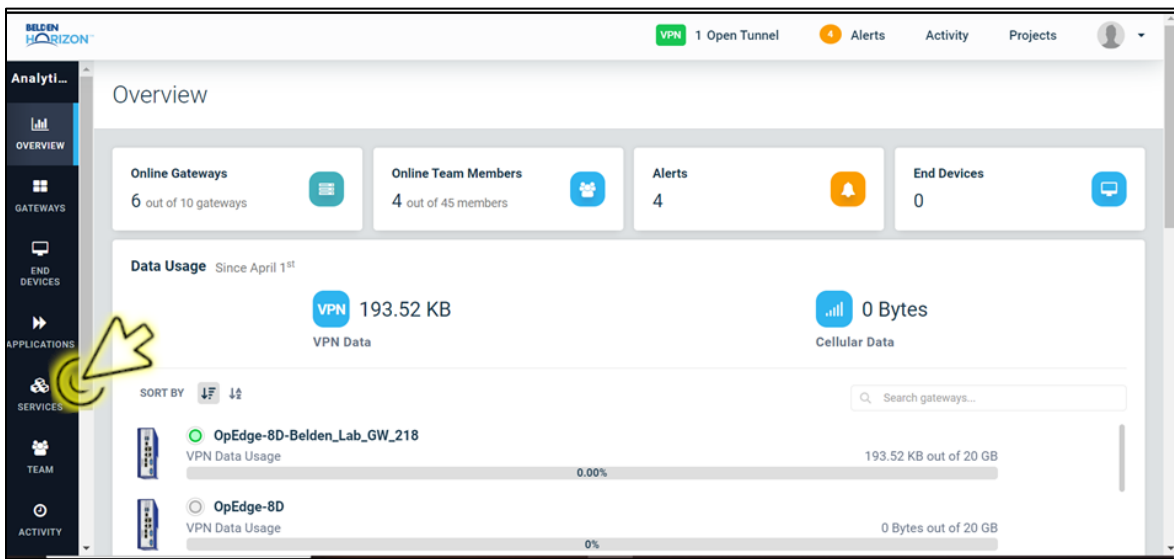 BELDEN
HORIZON™
VPN 1 Open Tunnel 4 Alerts Activity Projects
Analyti...
OVERVIEW
GATEWAYS
END
DEVICES
APPLICATIONS
SERVICES
TEAM
ACTIVITY
Overview
Online Gateways
6 out of 10 gateways
Online Team Members
4 out of 45 members
Alerts
4
End Devices
0
Data Usage Since April 1st
VPN 193.52 KB
VPN Data
0 Bytes
Cellular Data
SORT BY
Search gateways...
OpEdge-8D-Belden_Lab_GW_218
VPN Data Usage 193.52 KB out of 20 GB
0.00%
OpEdge-8D
VPN Data Usage 0 Bytes out of 20 GB
0%